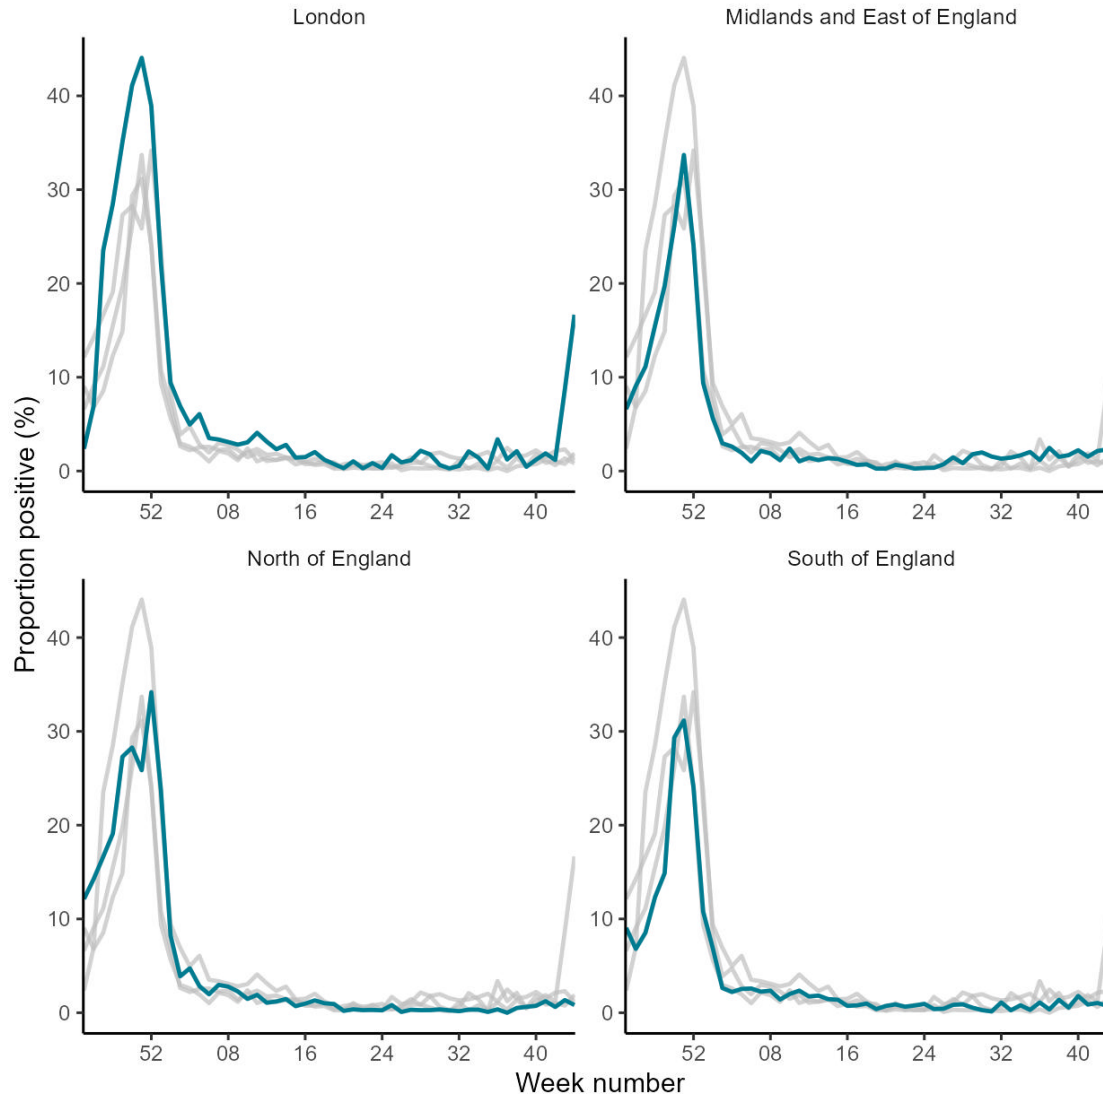 London
Midlands and East of England
40
30
20
10
0
52 08 16 24 32 40
40
30
20
10
0
52 08 16 24 32 40
North of England
South of England
40
30
20
10
0
52 08 16 24 32 40
40
30
20
10
0
52 08 16 24 32 40
Proportion positive (%)
Week number